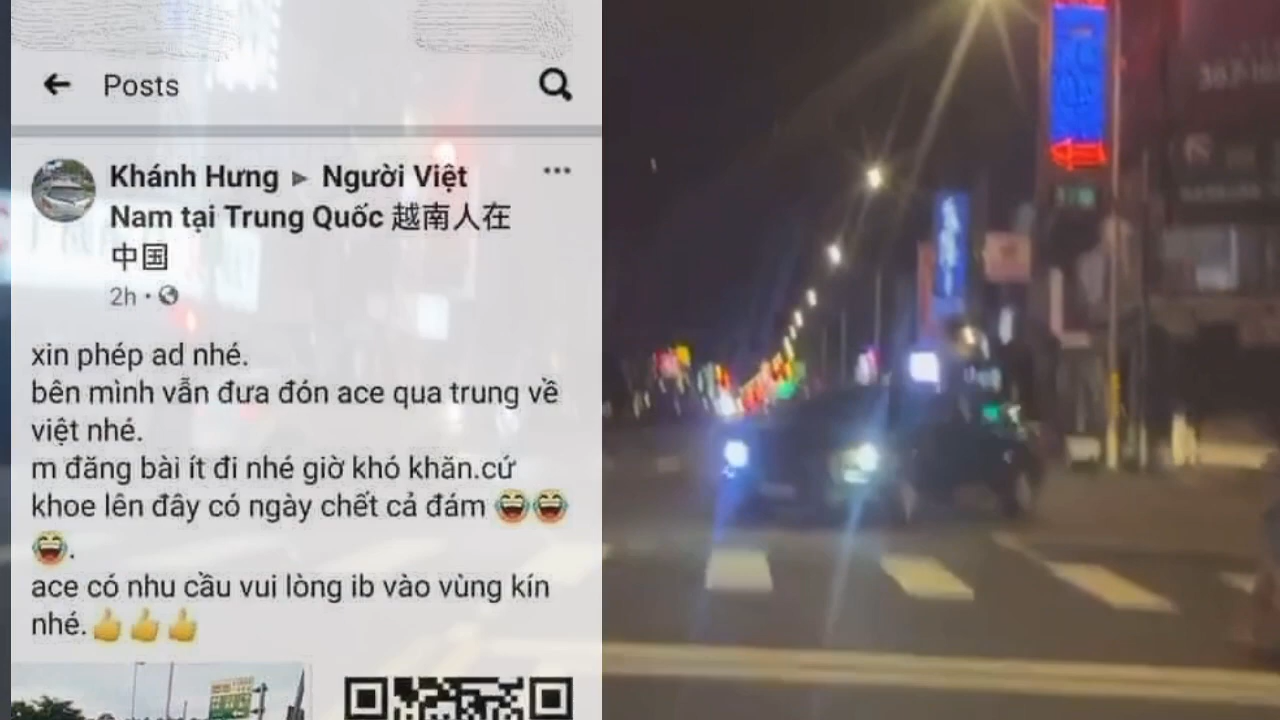 Posts
Khánh Hưng ▸ Người Việt
Nam tại Trung Quốc 越南人在
中国
2h
xin phép ad nhé.
bên mình vẫn đưa đón ace qua trung về
việt nhé.
m đăng bài ít đi nhé giờ khó khăn.cứ
khoe lên đây có ngày chết cả đám 😂😂
😂.
ace có nhu cầu vui lòng ib vào vùng kín
nhé.👍👍👍